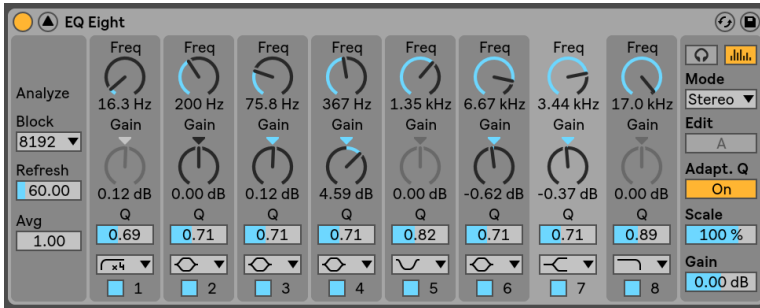 EQ Eight
Freq Freq Freq Freq Freq Freq Freq Freq
16.3 Hz 200 Hz 75.8 Hz 367 Hz 1.35 kHz 6.67 kHz 3.44 kHz 17.0 kHz
Gain Gain Gain Gain Gain Gain Gain Gain
0.12 dB 0.00 dB 0.12 dB 4.59 dB 0.00 dB -0.62 dB -0.37 dB 0.00 dB
Q Q Q Q Q Q Q Q
0.69 0.71 0.71 0.71 0.82 0.71 0.71 0.89
x4
1 2 3 4 5 6 7 8
Analyze
Block
8192
Refresh
60.00
Avg
1.00
Mode
Stereo
Edit
A
Adapt. Q
On
Scale
100 %
Gain
0.00 dB